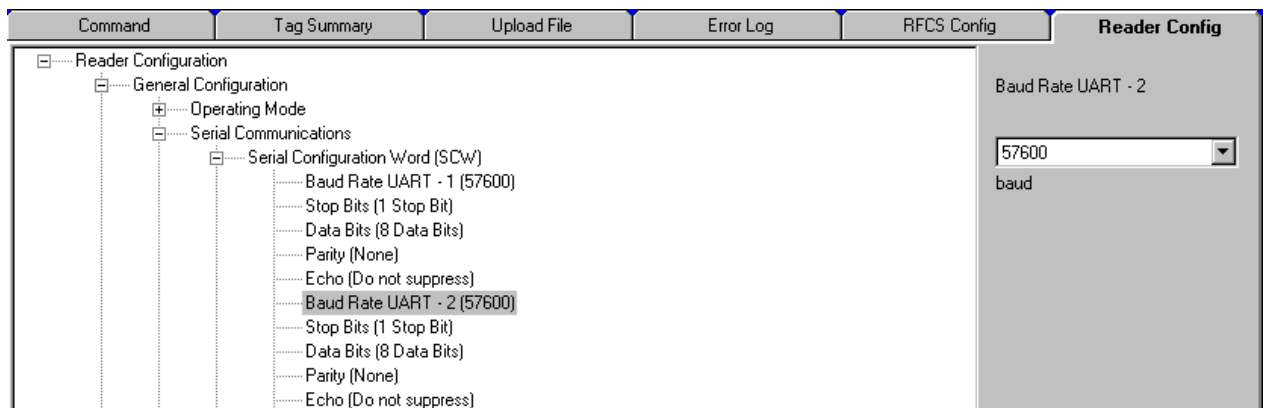 Command Tag Summary Upload File Error Log RFCS Config Reader Config
Reader Configuration
General Configuration
Operating Mode
Serial Communications
Serial Configuration Word (SCW)
Baud Rate UART - 1 (57600)
Stop Bits (1 Stop Bit)
Data Bits (8 Data Bits)
Parity (None)
Echo (Do not suppress)
Baud Rate UART - 2 (57600)
Stop Bits (1 Stop Bit)
Data Bits (8 Data Bits)
Parity (None)
Echo (Do not suppress)
Baud Rate UART - 2
57600
baud